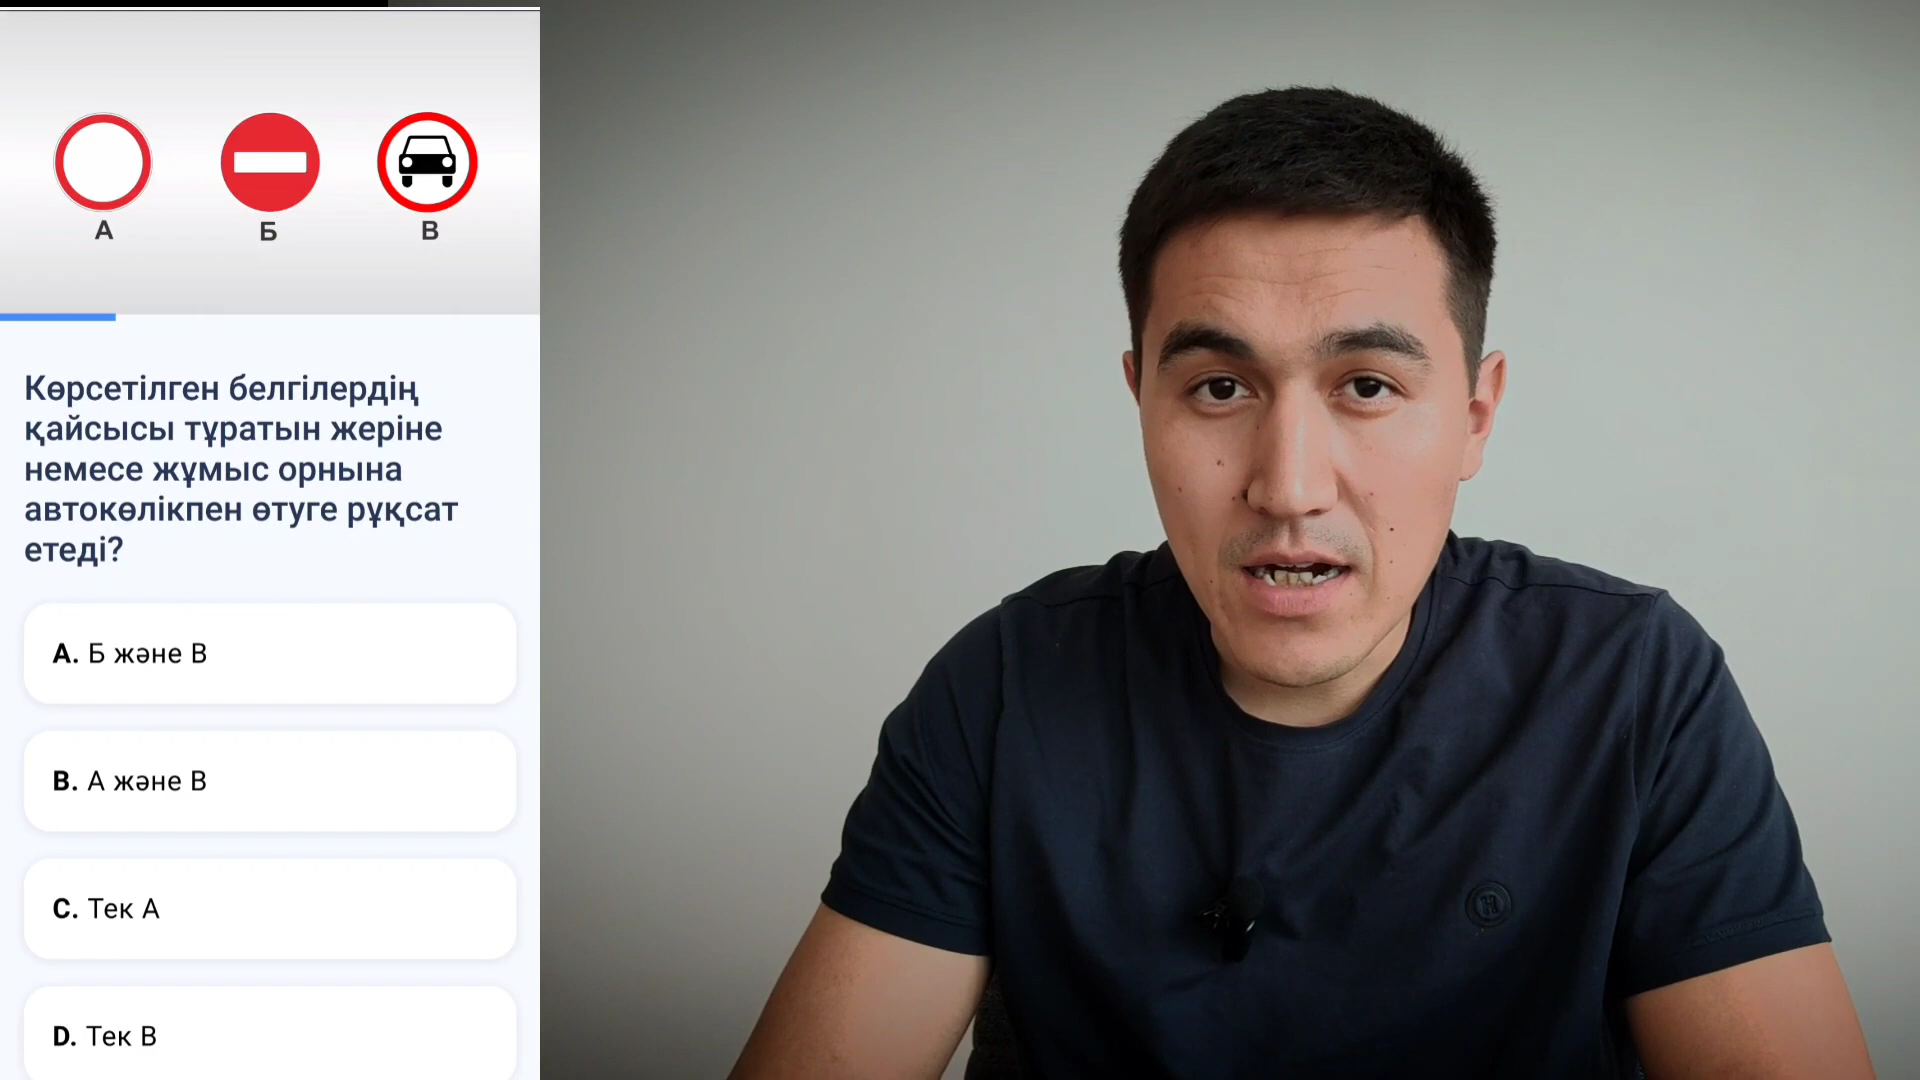 А Б В
Көрсетілген белгілердің
қайсысы тұратын жеріне
немесе жұмыс орнына
автокөлікпен өтуге рұқсат
етеді?
A. Б және В
B. А және В
C. Тек А
D. Тек В
H